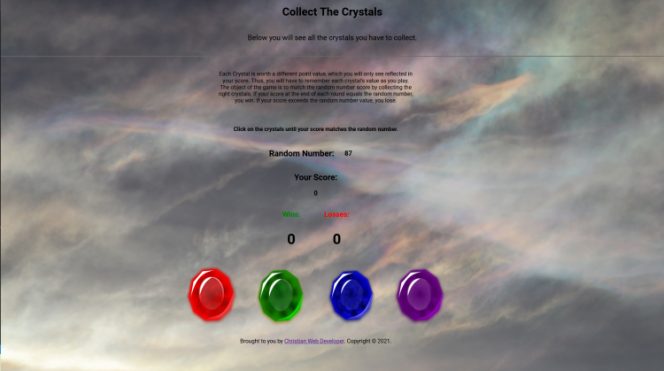 Collect The Crystals
Below you will see all the crystals you have to collect.
Each Crystal is worth a different point value, which you will only see reflected in
your score. Thus, you will have to remember each crystal's value as you play.
The object of the game is to match the random number score by collecting the
right crystals. If your score at the end of each round equals the random number,
you win. If your score exceeds the random number value, you lose.
Click on the crystals until your score matches the random number.
Random Number: 87
Your Score:
0
Wins: Losses:
0 0
Brought to you by Christian Web Developer. Copyright © 2021.